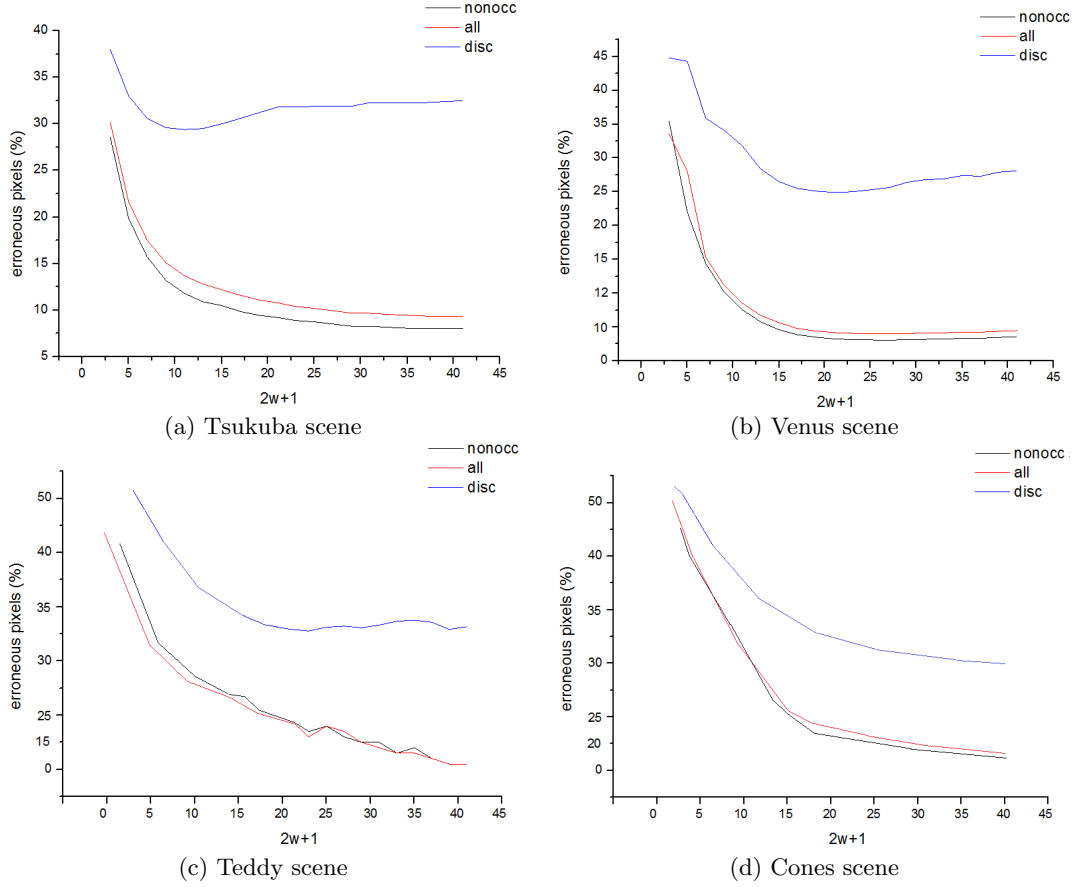 nonocc
all
disc
erroneous pixels (%)
40
35
30
25
20
15
10
5
0 5 10 15 20 25 30 35 40 45
2w+1
(a) Tsukuba scene
nonocc
all
disc
erroneous pixels (%)
45
40
35
30
25
20
15
12
10
0
0 5 10 15 20 25 30 35 40 45
2w+1
(b) Venus scene
nonocc
all
disc
erroneous pixels (%)
50
40
35
30
25
15
0
0 5 10 15 20 25 30 35 40 45
2w+1
(c) Teddy scene
nonocc
all
disc
erroneous pixels (%)
50
40
35
30
25
20
0
0 5 10 15 20 25 30 35 40 45
2w+1
(d) Cones scene